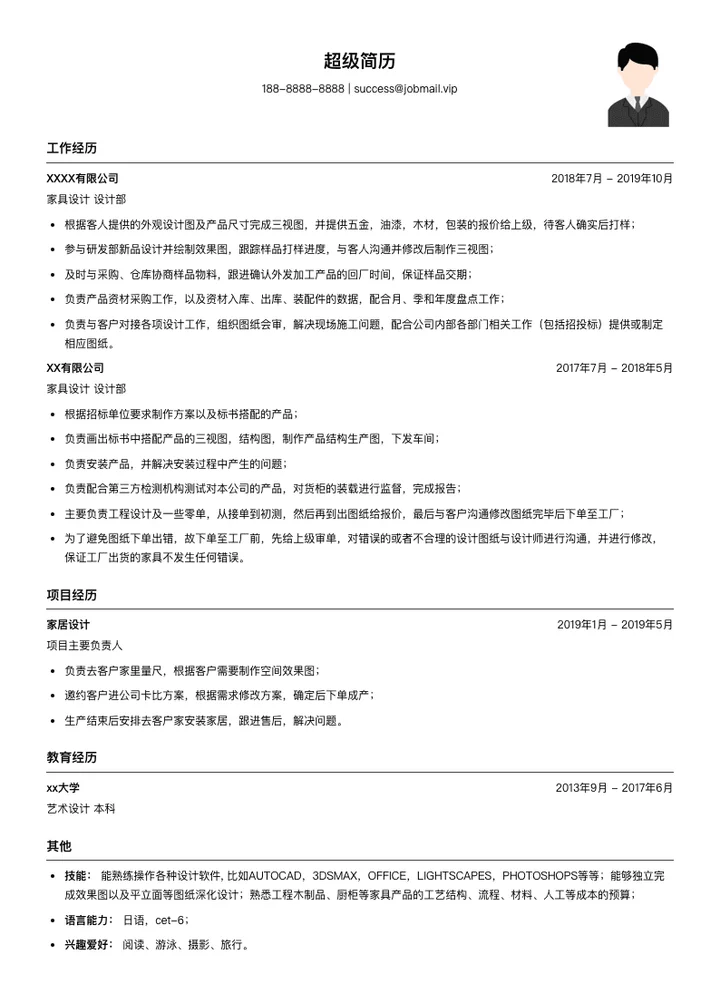 超级简历
188-8888-8888 | success@jobmail.vip
工作经历
XXXX有限公司 2018年7月 – 2019年10月
家具设计 设计部
• 根据客人提供的外观设计图及产品尺寸完成三视图，并提供五金，油漆，木材，包装的报价给上级，待客人确实后打样；
• 参与研发部新品设计并绘制效果图，跟踪样品打样进度，与客人沟通并修改后制作三视图；
• 及时与采购、仓库协商样品物料，跟进确认外发加工产品的回厂时间，保证样品交期；
• 负责产品资材采购工作，以及资材入库、出库、装配件的数据，配合月、季和年度盘点工作；
• 负责与客户对接各项设计工作，组织图纸会审，解决现场施工问题，配合公司内部各部门相关工作（包括招投标）提供或制定
相应图纸。
XX有限公司 2017年7月 – 2018年5月
家具设计 设计部
• 根据招标单位要求制作方案以及标书搭配的产品；
• 负责画出标书中搭配产品的三视图，结构图，制作产品结构生产图，下发车间；
• 负责安装产品，并解决安装过程中产生的问题；
• 负责配合第三方检测机构测试对本公司的产品，对货柜的装载进行监督，完成报告；
• 主要负责工程设计及一些零单，从接单到初测，然后再到出图纸给报价，最后与客户沟通修改图纸完毕后下单至工厂；
• 为了避免图纸下单出错，故下单至工厂前，先给上级审单，对错误的或者不合理的设计图纸与设计师进行沟通，并进行修改，
保证工厂出货的家具不发生任何错误。
项目经历
家居设计 2019年1月 – 2019年5月
项目主要负责人
• 负责去客户家里量尺，根据客户需要制作空间效果图；
• 邀约客户进公司卡比方案，根据需求修改方案，确定后下单成产；
• 生产结束后安排去客户家安装家居，跟进售后，解决问题。
教育经历
xx大学 2013年9月 – 2017年6月
艺术设计 本科
其他
• 技能： 能熟练操作各种设计软件, 比如AUTOCAD，3DSMAX，OFFICE，LIGHTSCAPES，PHOTOSHOPS等等；能够独立完
成效果图以及平立面等图纸深化设计；熟悉工程木制品、厨柜等家具产品的工艺结构、流程、材料、人工等成本的预算；
• 语言能力： 日语，cet-6；
• 兴趣爱好： 阅读、游泳、摄影、旅行。